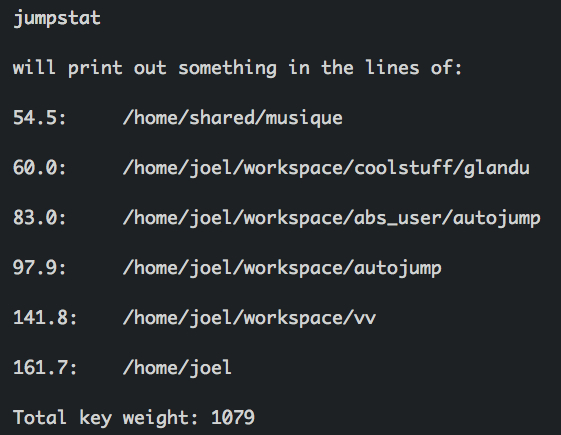 jumpstat
will print out something in the lines of:
54.5: /home/shared/musique
60.0: /home/joel/workspace/coolstuff/glandu
83.0: /home/joel/workspace/abs_user/autojump
97.9: /home/joel/workspace/autojump
141.8: /home/joel/workspace/vv
161.7: /home/joel
Total key weight: 1079